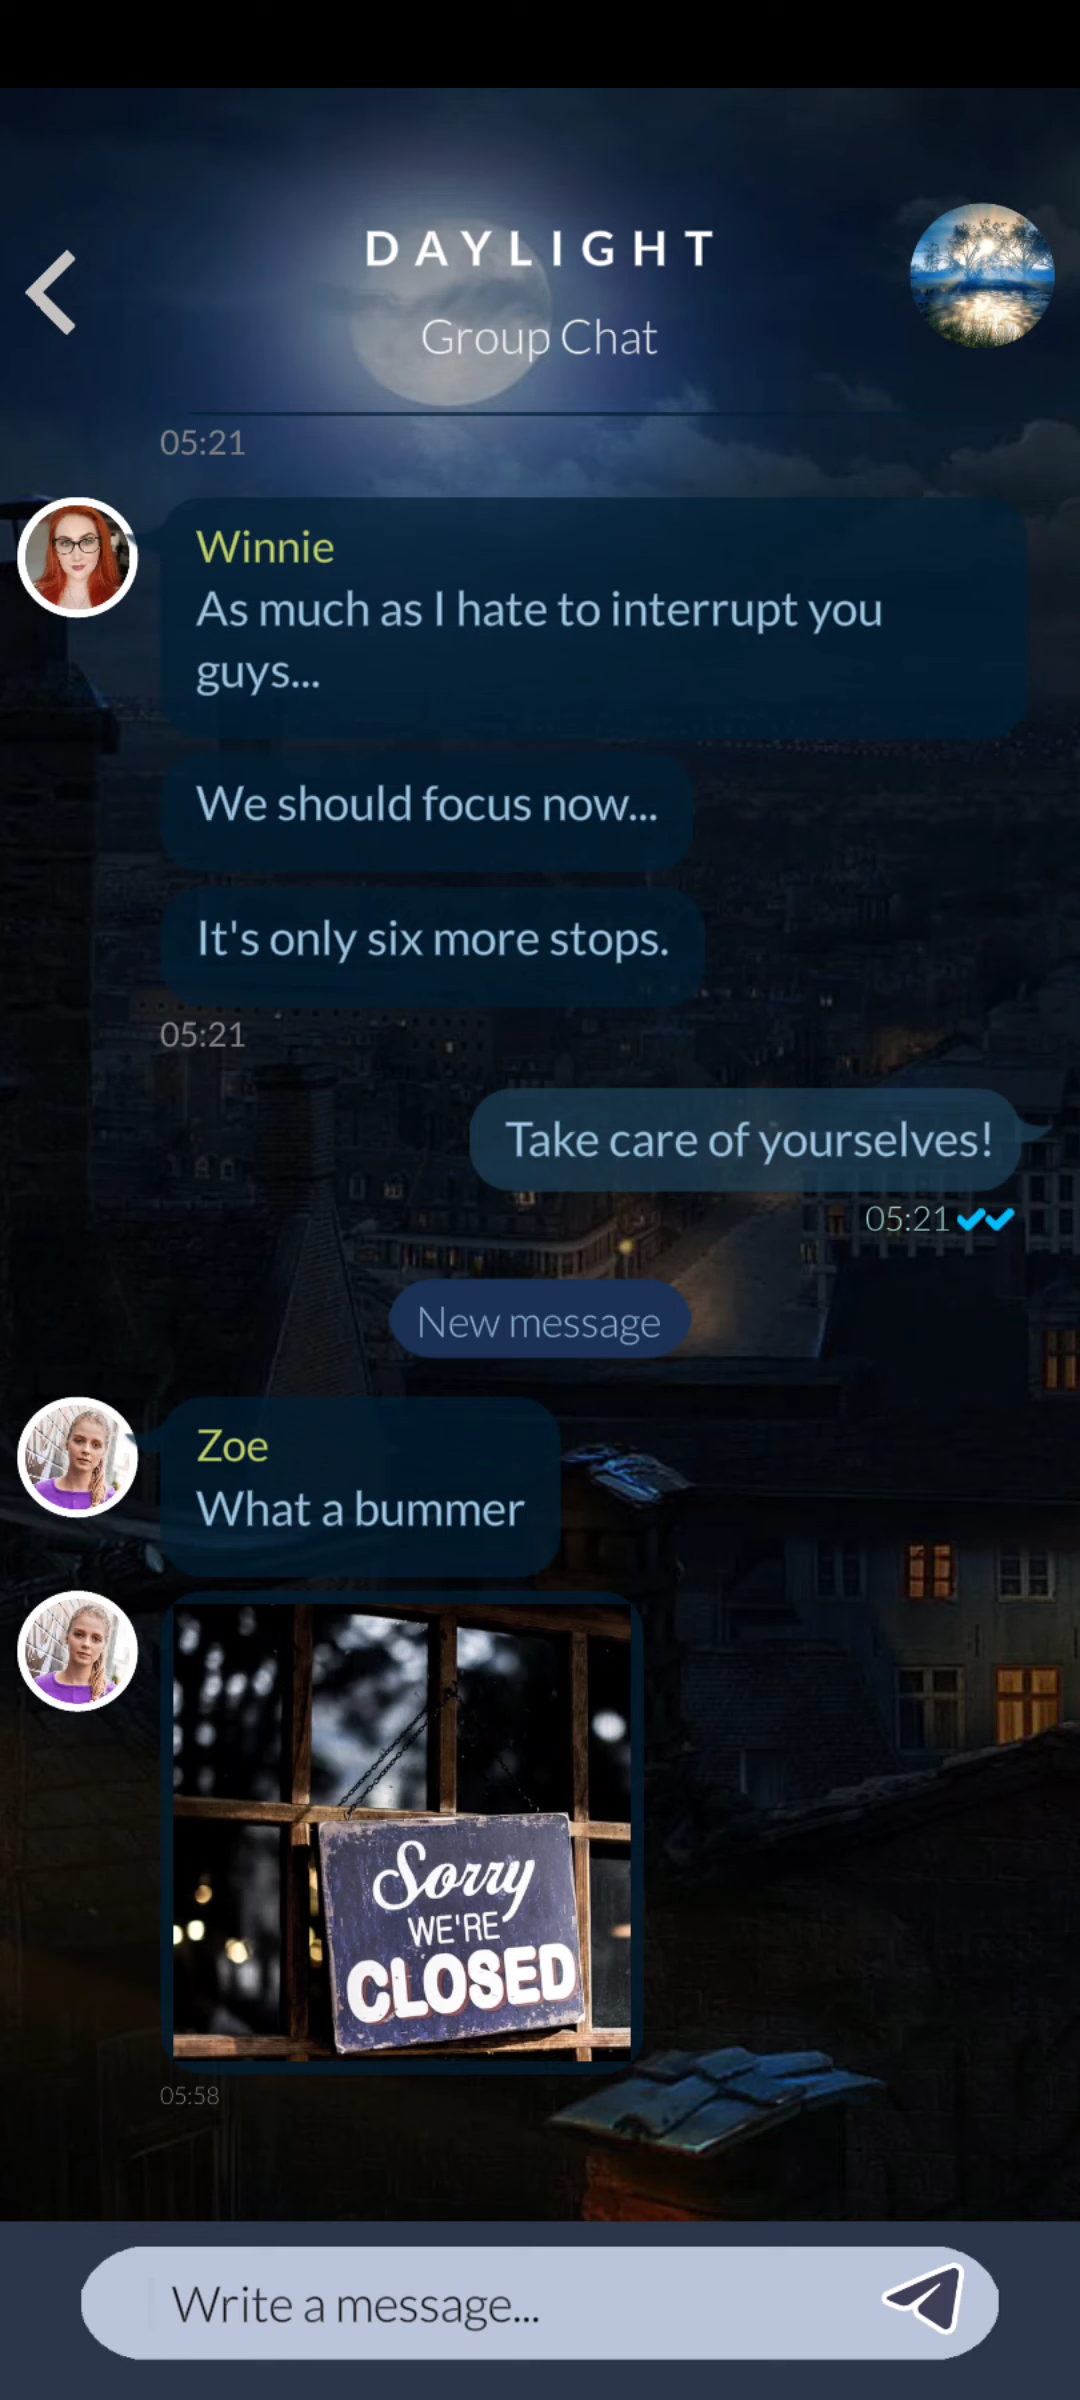 DAYLIGHT
Group Chat
05:21
Winnie
As much as I hate to interrupt you
guys...
We should focus now...
It's only six more stops.
05:21
Take care of yourselves!
05:21
New message
Zoe
What a bummer
Sorry
WE'RE
CLOSED
05:58
Write a message...